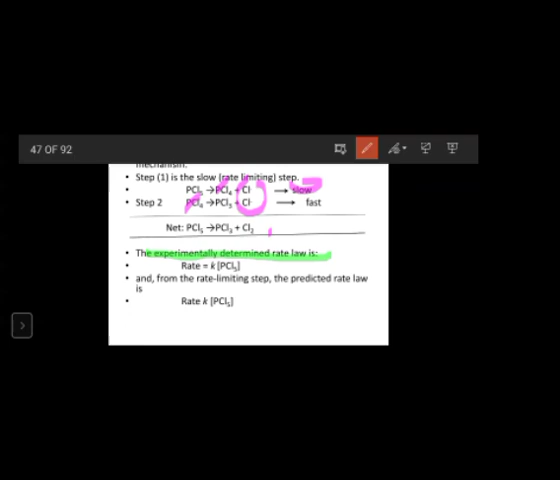 47 OF 92
mechanism.
• Step (1) is the slow (rate limiting) step.
• PCl₅ → PCl₄ + Cl → slow
• Step 2 PCl₄ → PCl₃ + Cl → fast
Net: PCl₅ → PCl₃ + Cl₂
• The experimentally determined rate law is:
• Rate = k [PCl₅]
• and, from the rate-limiting step, the predicted rate law
is
• Rate k [PCl₅]